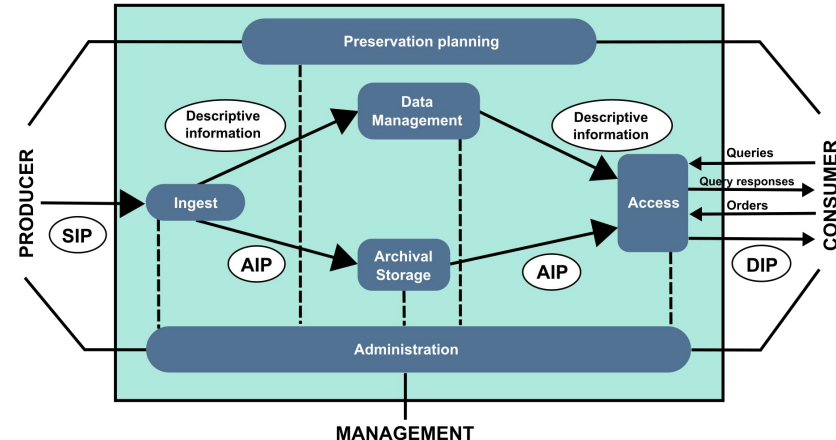 Preservation planning
Descriptive
information
Data
Management
Descriptive
information
PRODUCER
SIP
Ingest
AIP
Archival
Storage
AIP
Access
Queries
Query responses
Orders
DIP
CONSUMER
Administration
MANAGEMENT